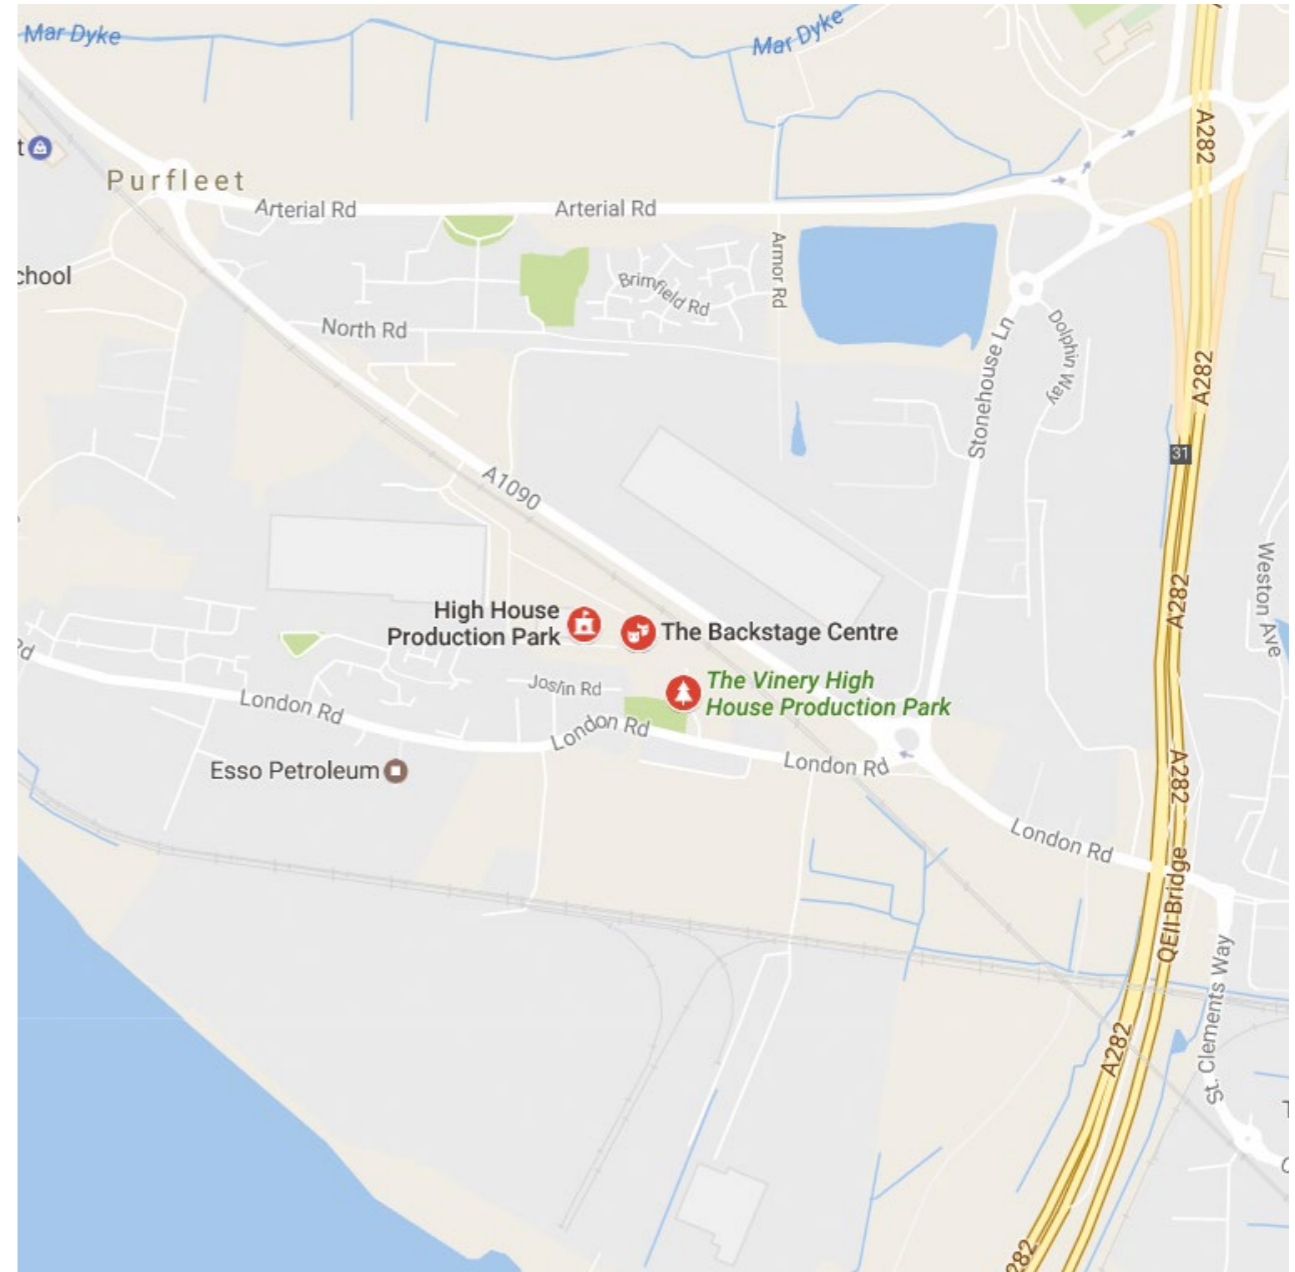 Mar Dyke
Mar Dyke
A282
t
Purfleet
Arterial Rd
Arterial Rd
Armor Rd
chool
Brimfield Rd
North Rd
Stonehouse Ln
Dolphin Way
A282
31
A1090
Weston Ave
A282
High House
Production Park
The Backstage Centre
Rd
Joslin Rd
The Vinery High
House Production Park
London Rd
London Rd
London Rd
Esso Petroleum
A282
London Rd
QEII Bridge
St. Clements Way
A282
T
C
282